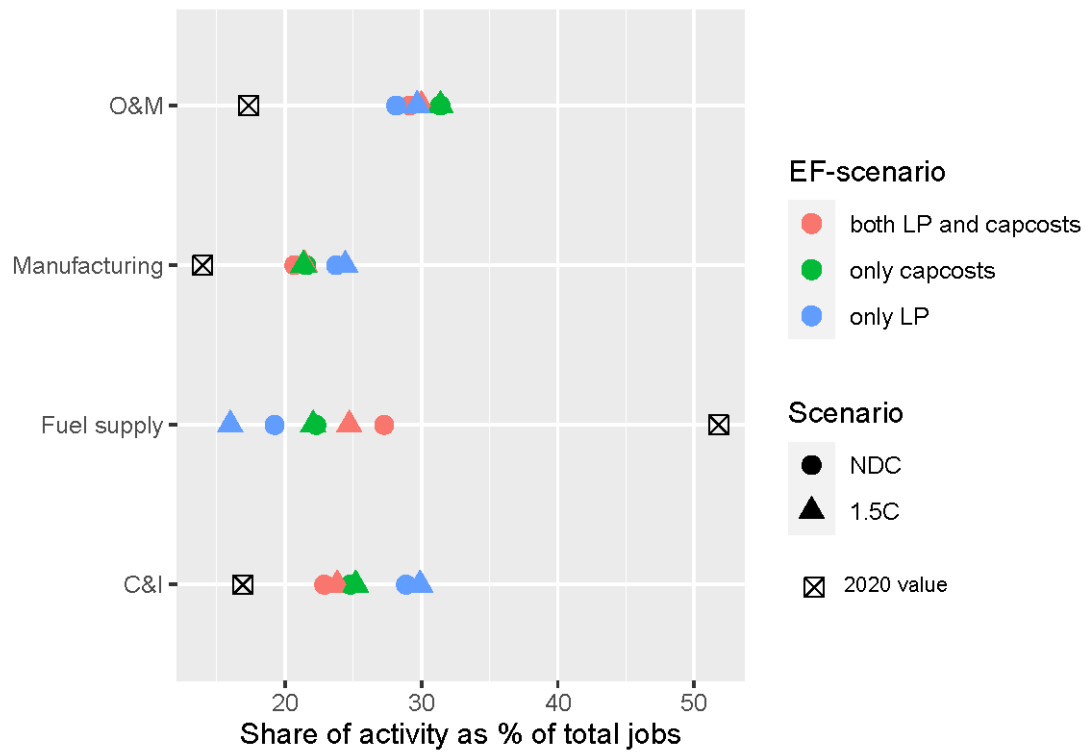 O&M
Manufacturing
Fuel supply
C&I
20
30
40
50
Share of activity as % of total jobs
EF-scenario
both LP and capcosts
only capcosts
only LP
Scenario
NDC
1.5C
2020 value